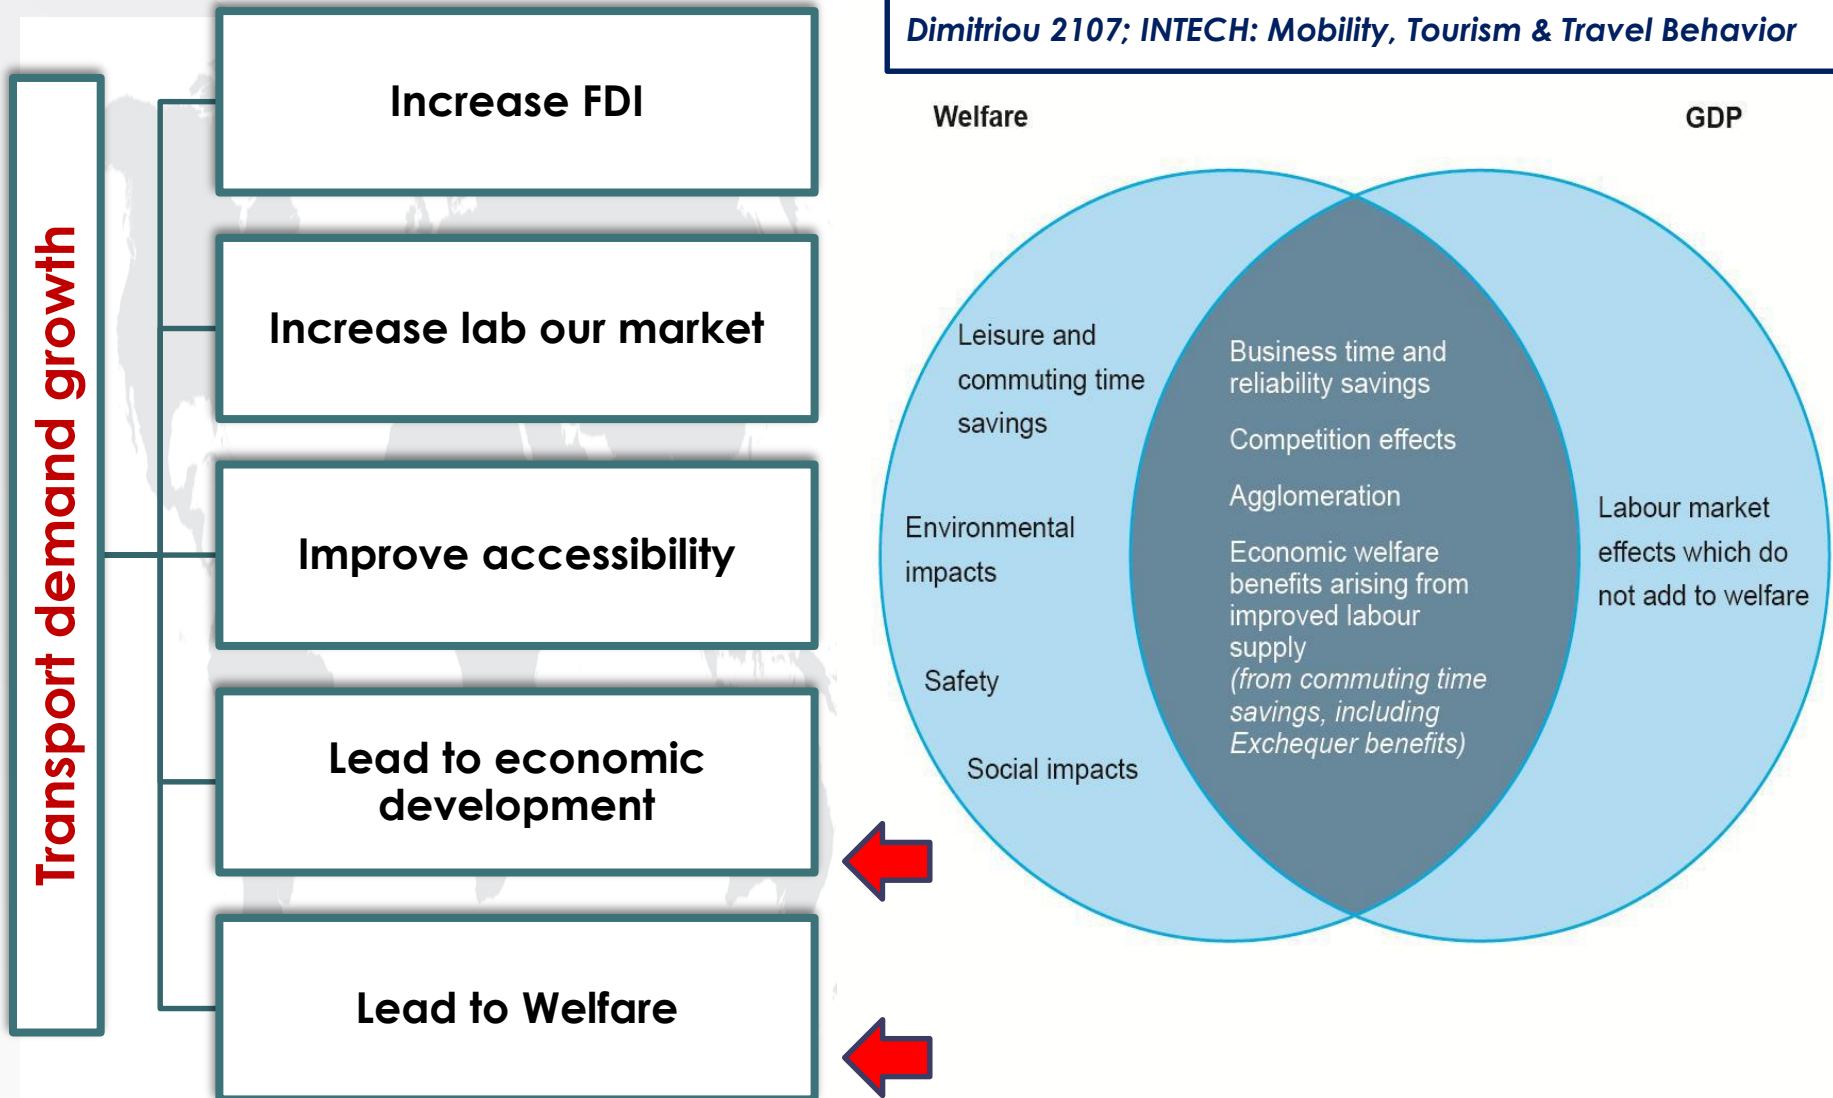 Transport demand growth
Increase FDI
Increase lab our market
Improve accessibility
Lead to economic
development
Lead to Welfare
Dimitriou 2107; INTECH: Mobility, Tourism & Travel Behavior
Welfare
GDP
Leisure and
commuting time
savings
Environmental
impacts
Safety
Social impacts
Business time and
reliability savings
Competition effects
Agglomeration
Economic welfare
benefits arising from
improved labour
supply
(from commuting time
savings, including
Exchequer benefits)
Labour market
effects which do
not add to welfare